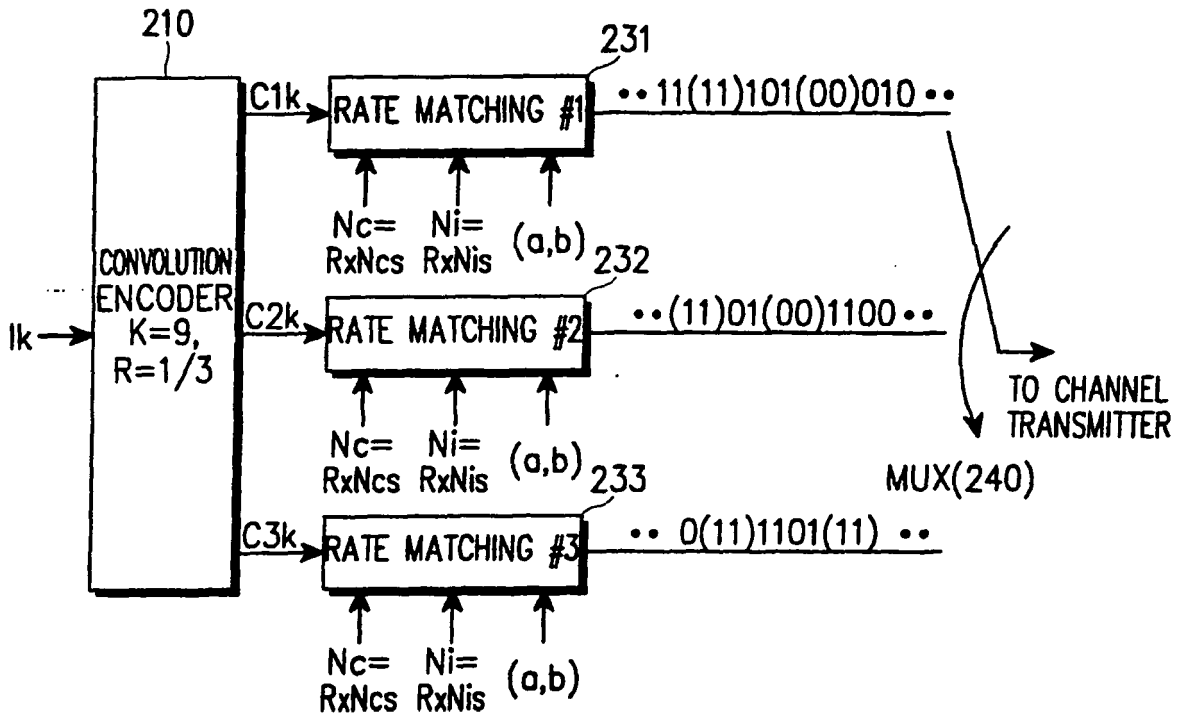 210
231
C1k
RATE MATCHING #1
•• 11(11)101(00)010 ••
Nc=
RxNcs
Ni=
RxNis
(a,b)
232
CONVOLUTION
ENCODER
K=9,
R=1/3
Ik
C2k
RATE MATCHING #2
••(11)01(00)1100••
TO CHANNEL
TRANSMITTER
Nc=
RxNcs
Ni=
RxNis
(a,b)
233
MUX(240)
C3k
RATE MATCHING #3
•• 0(11)1101(11) ••
Nc=
RxNcs
Ni=
RxNis
(a,b)